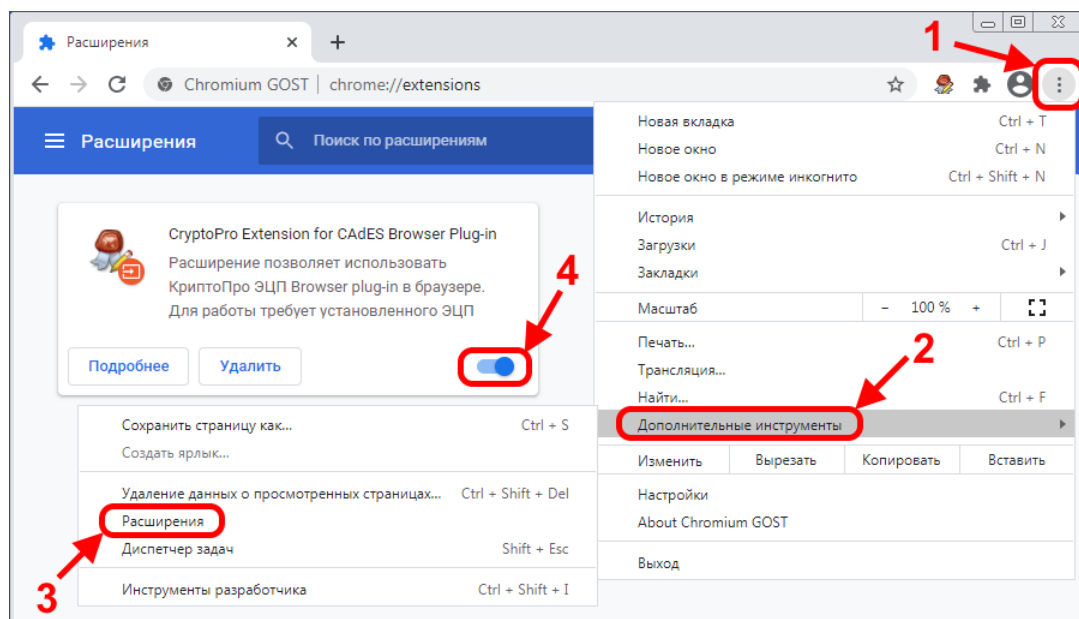 Расширения
1
Chromium GOST | chrome://extensions
Расширения
Поиск по расширениям
CryptoPro Extension for CAdES Browser Plug-in
Расширение позволяет использовать
КриптоПро ЭЦП Browser plug-in в браузере.
Для работы требует установленного ЭЦП
4
Подробнее
Удалить
Новая вкладка Ctrl + T
Новое окно Ctrl + N
Новое окно в режиме инкогнито Ctrl + Shift + N
История
Загрузки Ctrl + J
Закладки
Масштаб - 100 % +
Печать... Ctrl + P
2
Трансляция...
Найти... Ctrl + F
Дополнительные инструменты
Изменить Вырезать Копировать Вставить
Настройки
About Chromium GOST
Выход
Сохранить страницу как... Ctrl + S
Создать ярлык...
Удаление данных о просмотренных страницах... Ctrl + Shift + Del
Расширения
Диспетчер задач Shift + Esc
3
Инструменты разработчика Ctrl + Shift + I